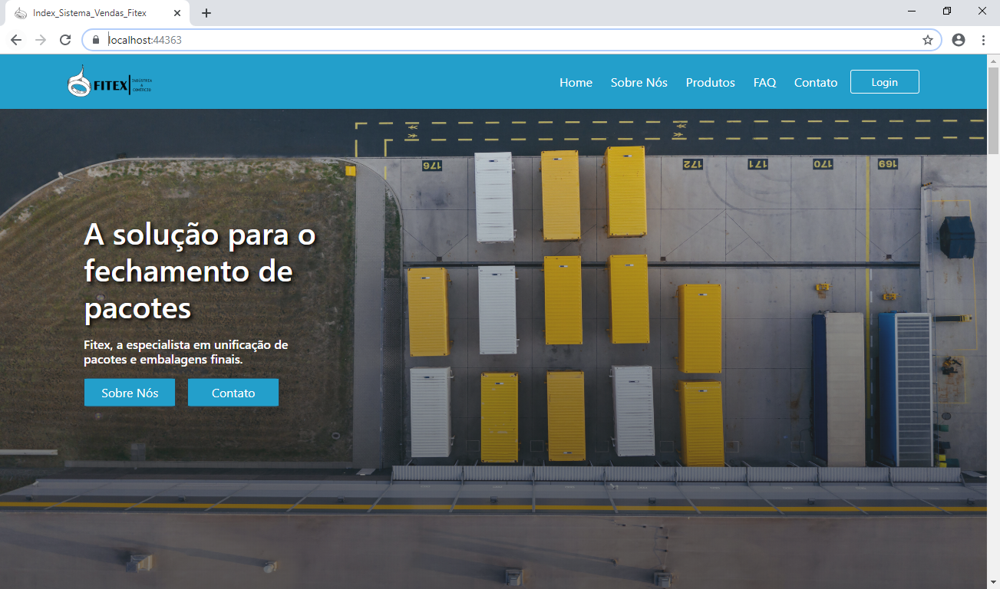 Index_Sistema_Vendas_Fitex
localhost:44363
FITEX
INDÚSTRIA
&
COMÉRCIO
Home
Sobre Nós
Produtos
FAQ
Contato
Login
176
172
171
170
169
A solução para o
fechamento de
pacotes
Fitex, a especialista em unificação de
pacotes e embalagens finais.
Sobre Nós
Contato